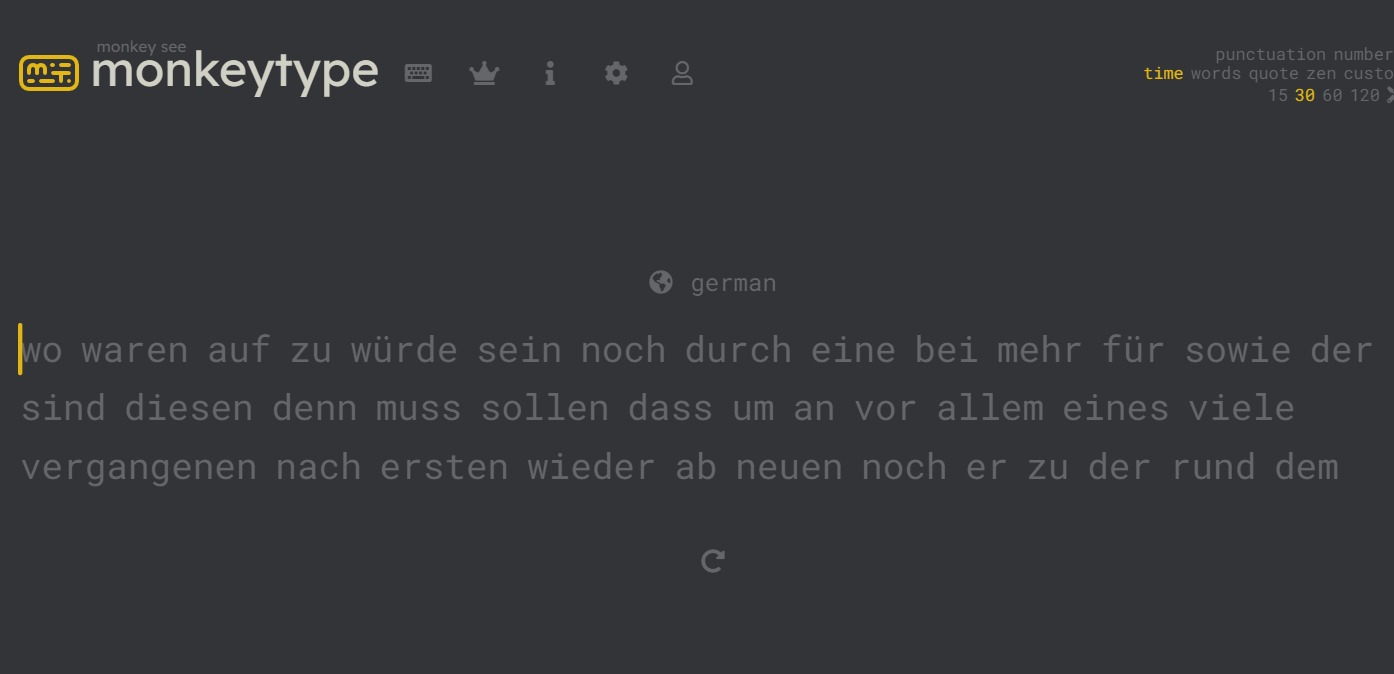 monkey see
monkeytype
punctuation number
time words quote zen custo
15 30 60 120
german
wo waren auf zu würde sein noch durch eine bei mehr für sowie der
sind diesen denn muss sollen dass um an vor allem eines viele
vergangenen nach ersten wieder ab neuen noch er zu der rund dem